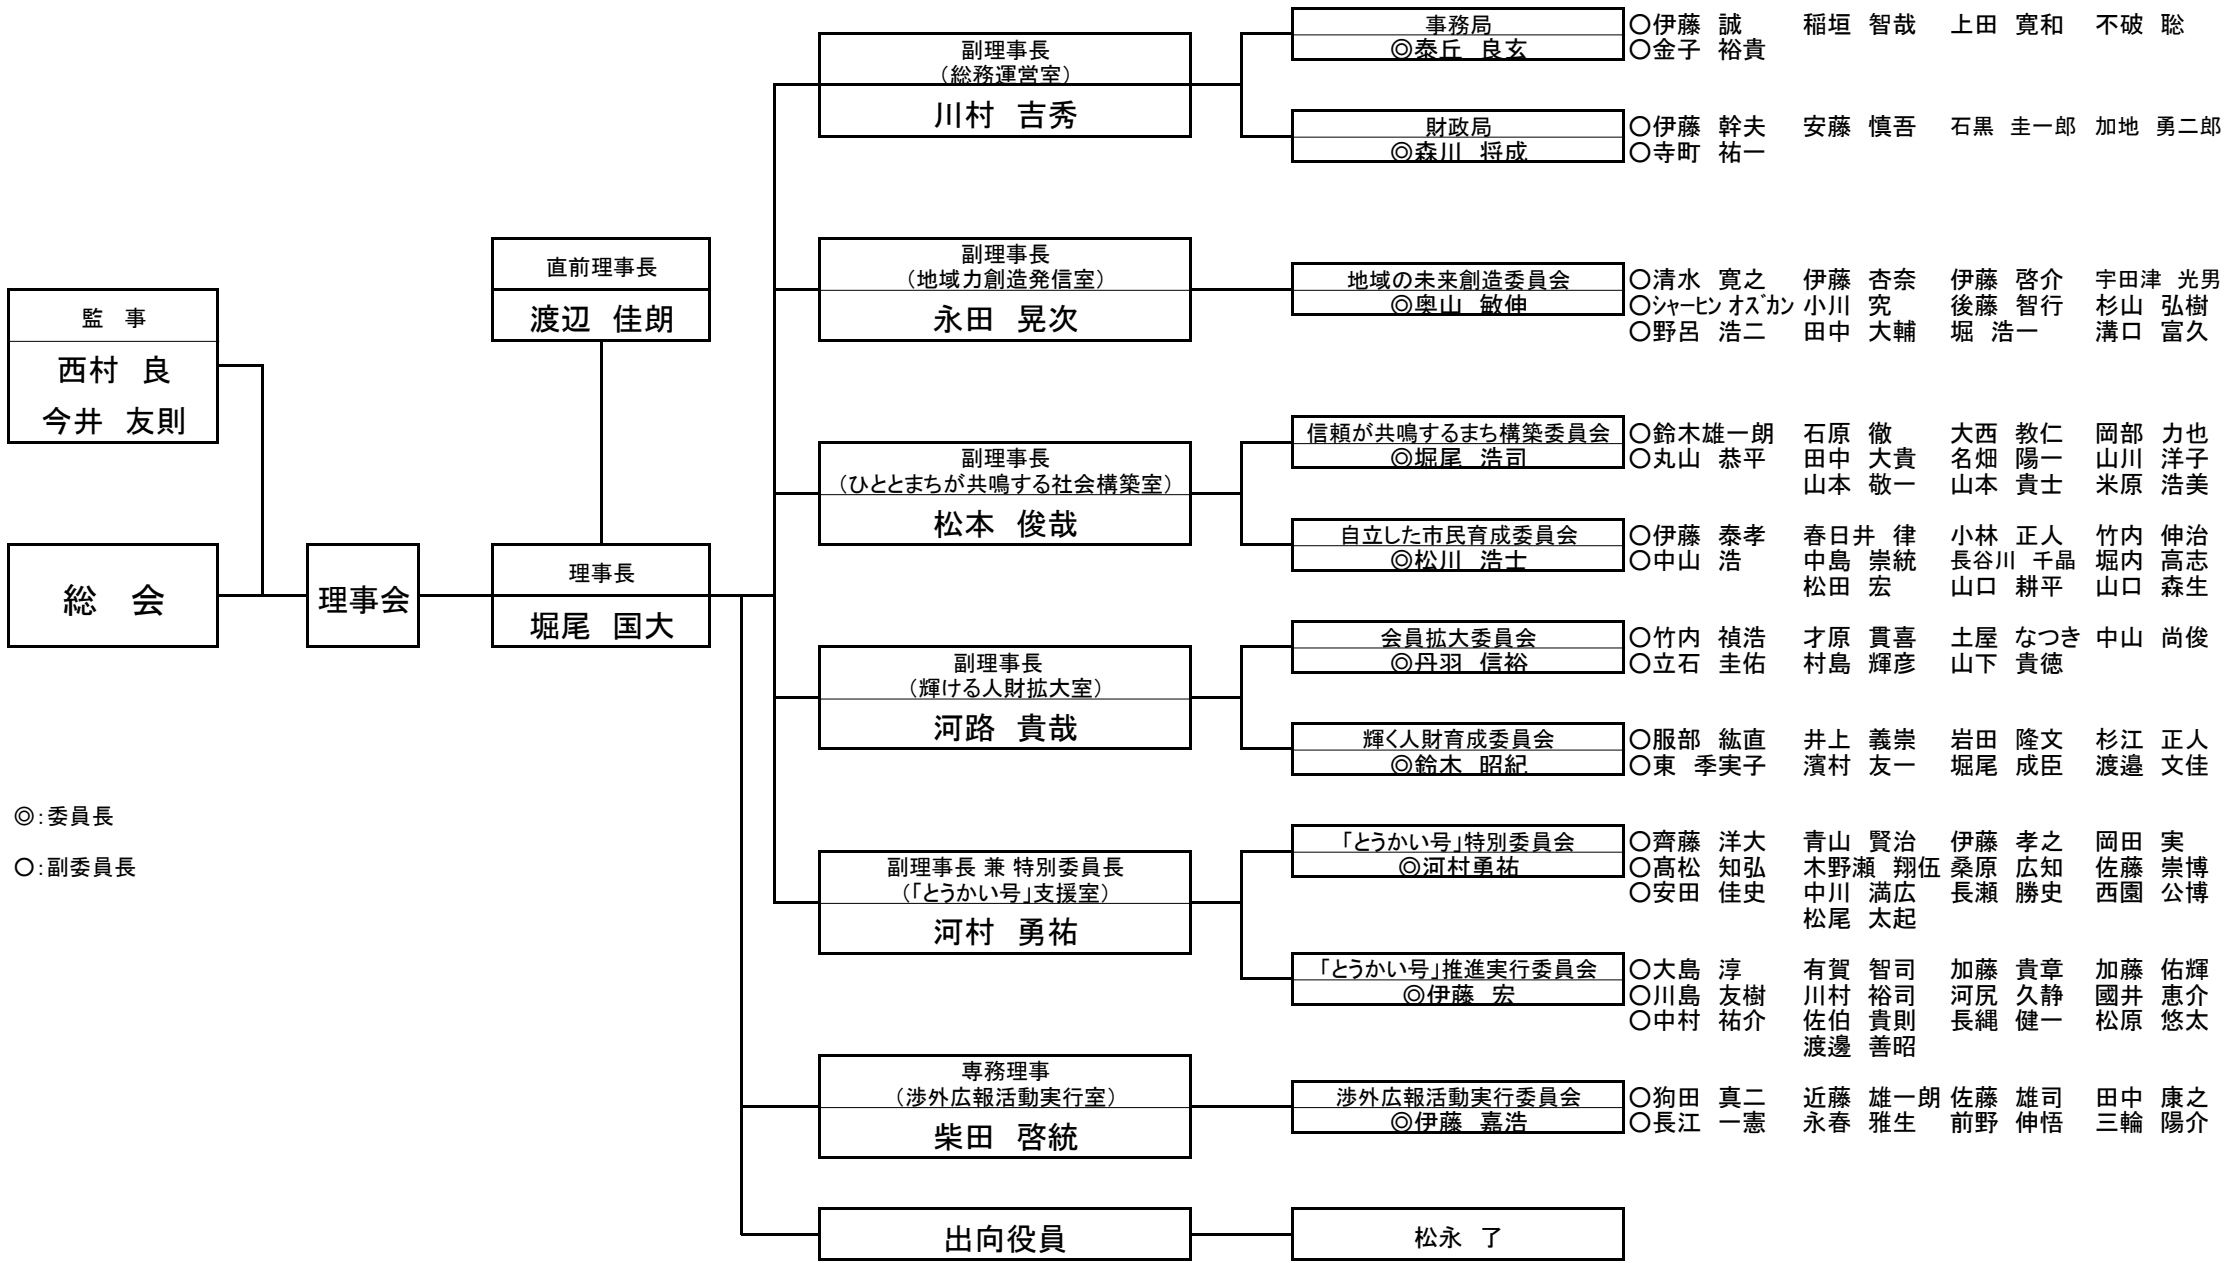 監　事
西村　良
今井　友則
総　会
理事会
直前理事長
渡辺　佳朗
理事長
堀尾　国大
◎：委員長
○：副委員長
副理事長
（総務運営室）
川村　吉秀
事務局
◎泰丘　良玄
○伊藤　誠　稲垣　智哉　上田　寛和　不破　聡
○金子　裕貴
財政局
◎森川　将成
○伊藤　幹夫　安藤　慎吾　石黒　圭一郎　加地　勇二郎
○寺町　祐一
副理事長
（地域力創造発信室）
永田　晃次
地域の未来創造委員会
◎奥山　敏伸
○清水　寛之　伊藤　杏奈　伊藤　啓介　宇田津　光男
○シャーヒン オズカン　小川　究　後藤　智行　杉山　弘樹
○野呂　浩二　田中　大輔　堀　浩一　溝口　富久
副理事長
（ひととまちが共鳴する社会構築室）
松本　俊哉
信頼が共鳴するまち構築委員会
◎堀尾　浩司
○鈴木雄一朗　石原　徹　大西　教仁　岡部　力也
○丸山　恭平　田中　大貴　名畑　陽一　山川　洋子
山本　敬一　山本　貴士　米原　浩美
自立した市民育成委員会
◎松川　浩士
○伊藤　泰孝　春日井　律　小林　正人　竹内　伸治
○中山　浩　中島　崇統　長谷川　千晶　堀内　高志
松田　宏　山口　耕平　山口　森生
副理事長
（輝ける人財拡大室）
河路　貴哉
会員拡大委員会
◎丹羽　信裕
○竹内　禎浩　才原　貫喜　土屋　なつき　中山　尚俊
○立石　圭佑　村島　輝彦　山下　貴徳
輝く人財育成委員会
◎鈴木　昭紀
○服部　紘直　井上　義崇　岩田　隆文　杉江　正人
○東　季実子　濱村　友一　堀尾　成臣　渡邉　文佳
副理事長 兼 特別委員長
（「とうかい号」支援室）
河村　勇祐
「とうかい号」特別委員会
◎河村勇祐
○齊藤　洋大　青山　賢治　伊藤　孝之　岡田　実
○髙松　知弘　木野瀬　翔伍　桑原　広知　佐藤　崇博
○安田　佳史　中川　満広　長瀬　勝史　西園　公博
松尾　太起
「とうかい号」推進実行委員会
◎伊藤　宏
○大島　淳　有賀　智司　加藤　貴章　加藤　佑輝
○川島　友樹　川村　裕司　河尻　久静　國井　恵介
○中村　祐介　佐伯　貴則　長縄　健一　松原　悠太
渡邊　善昭
専務理事
（渉外広報活動実行室）
柴田　啓統
渉外広報活動実行委員会
◎伊藤　嘉浩
○狗田　真二　近藤　雄一朗　佐藤　雄司　田中　康之
○長江　一憲　永春　雅生　前野　伸悟　三輪　陽介
出向役員
松永　了